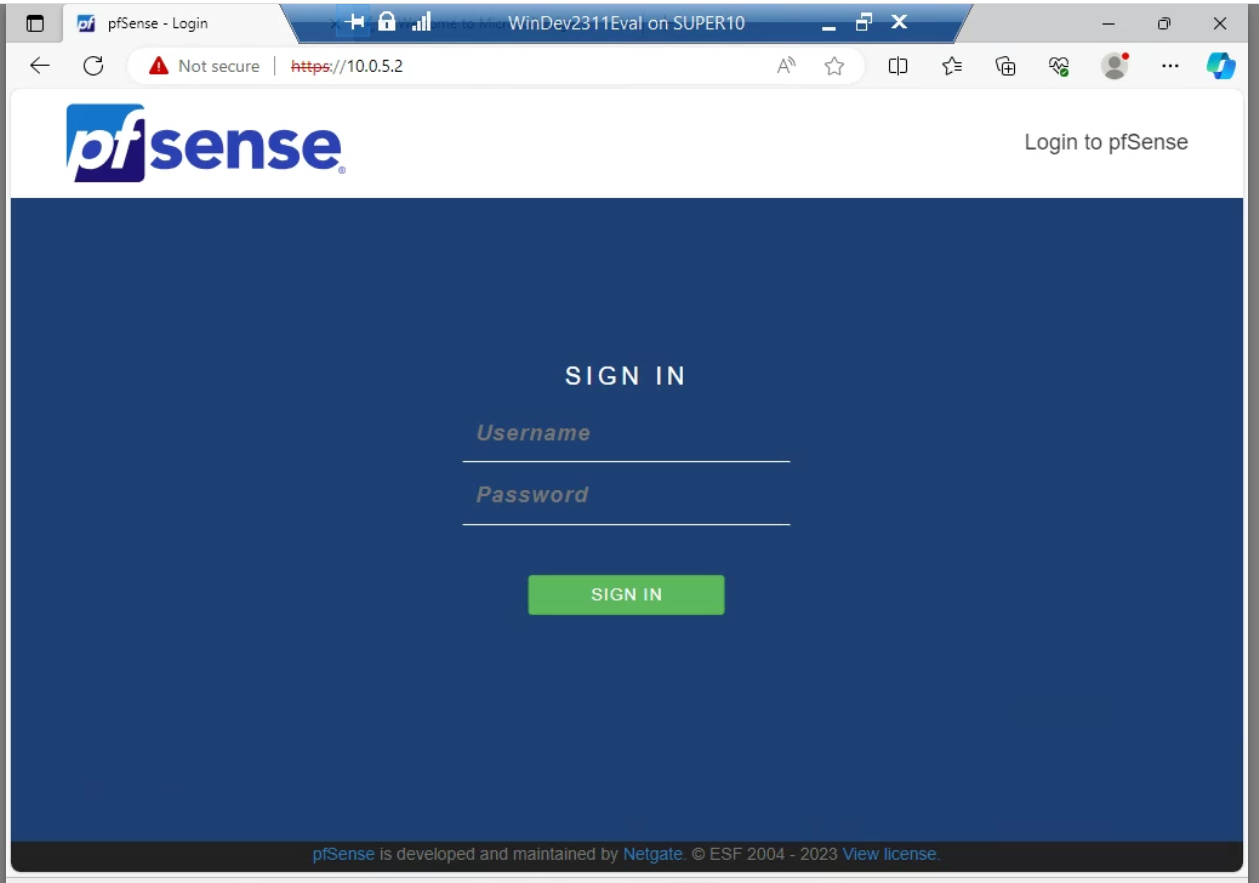 pfSense - Login
WinDev2311Eval on SUPER10
Not secure | https://10.0.5.2
pfsense
Login to pfSense
SIGN IN
Username
Password
SIGN IN
pfSense is developed and maintained by Netgate. © ESF 2004 - 2023 View license.